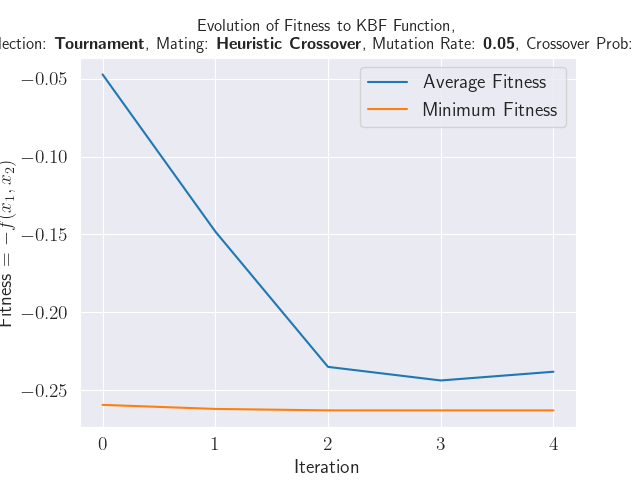 Evolution of Fitness to KBF Function,
lection: Tournament, Mating: Heuristic Crossover, Mutation Rate: 0.05, Crossover Prob:
Average Fitness
Minimum Fitness
−0.05
−0.10
−0.15
−0.20
−0.25
Fitness = −f(x₁, x₂)
0 1 2 3 4
Iteration